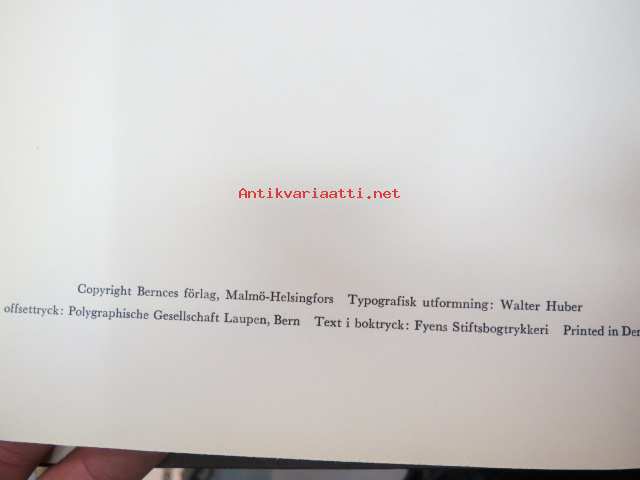 Antikvariaatti.net
Copyright Bernces förlag, Malmö-Helsingfors Typografisk utformning: Walter Huber
offsettryck: Polygraphische Gesellschaft Laupen, Bern Text i boktryck: Fyens Stiftsbogtrykkeri Printed in Den